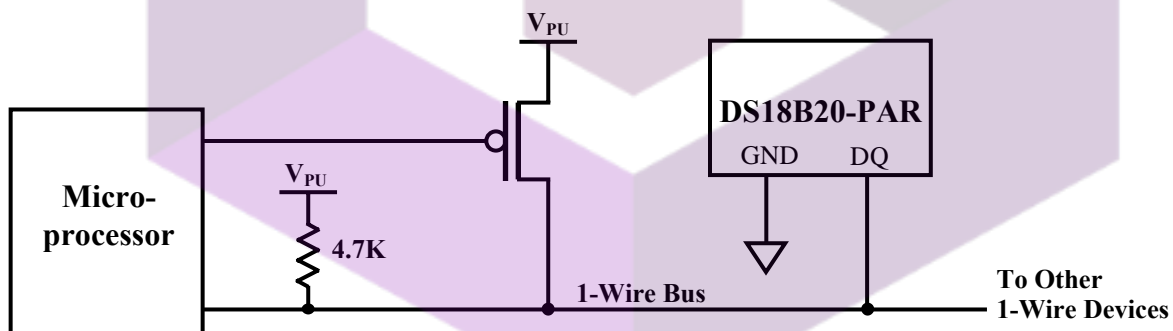 V_PU
DS18B20-PAR
GND DQ
V_PU
Micro-
processor
4.7K
1-Wire Bus
To Other
1-Wire Devices